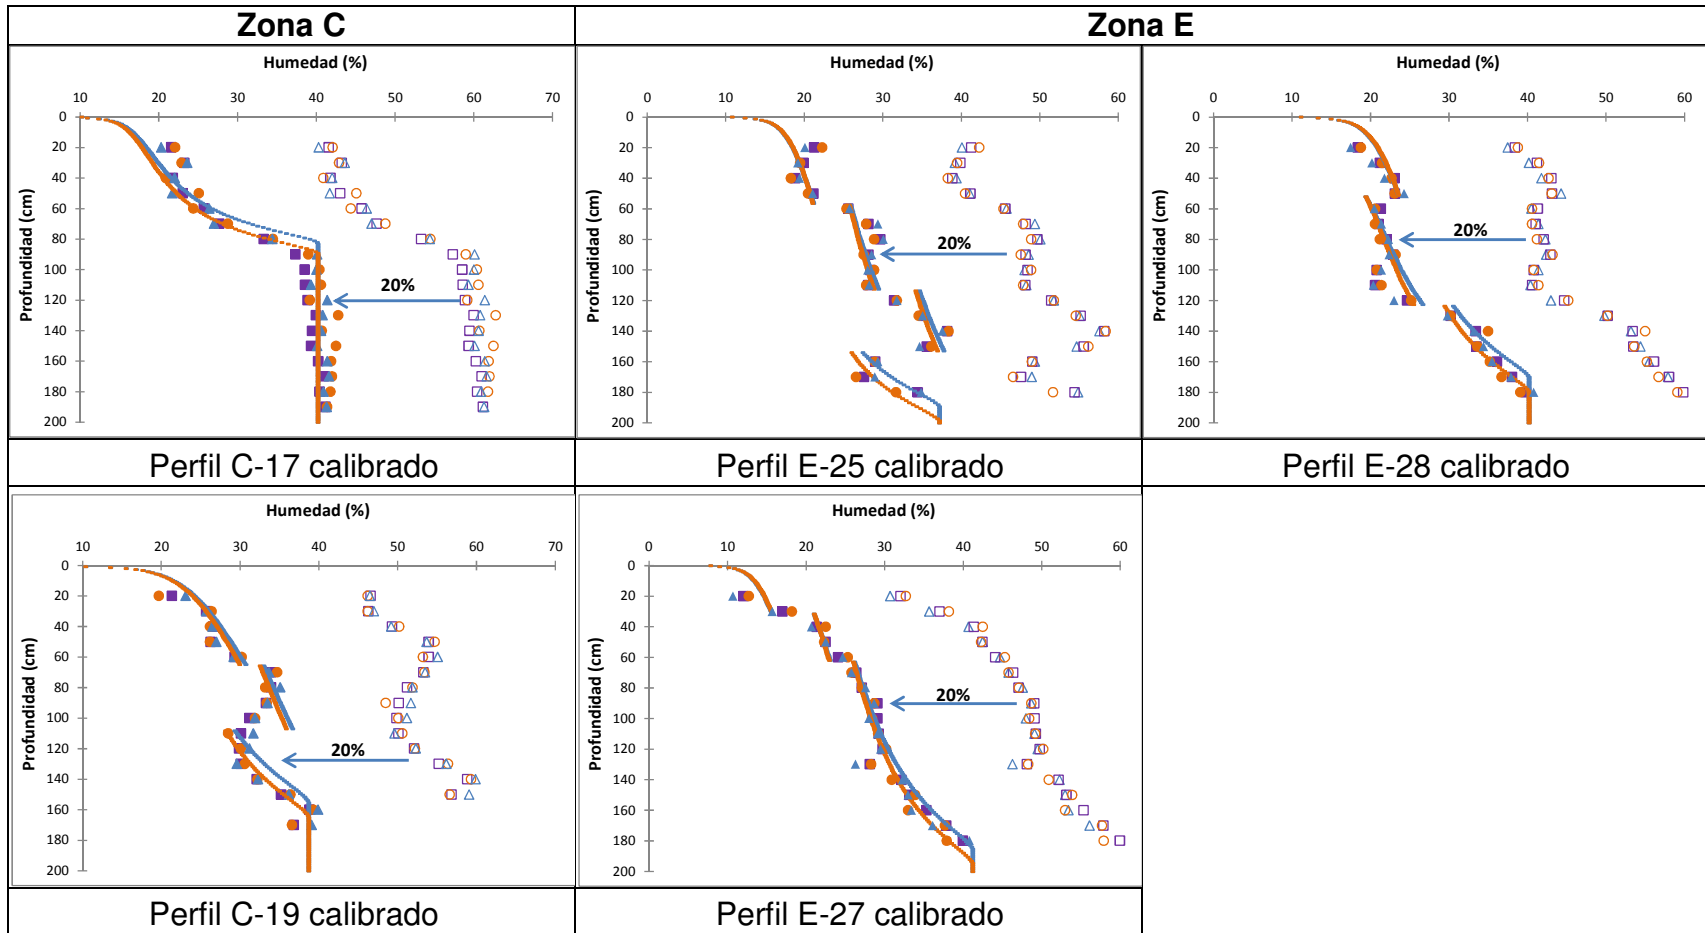 Zona C
Zona E
Humedad (%)
10 20 30 40 50 60 70
0
20
40
60
80
100
120
140
160
180
200
Profundidad (cm)
20%
Humedad (%)
0 10 20 30 40 50 60
0
20
40
60
80
100
120
140
160
180
200
Profundidad (cm)
20%
Humedad (%)
0 10 20 30 40 50 60
0
20
40
60
80
100
120
140
160
180
200
Profundidad (cm)
20%
Perfil C-17 calibrado
Perfil E-25 calibrado
Perfil E-28 calibrado
Humedad (%)
10 20 30 40 50 60 70
0
20
40
60
80
100
120
140
160
180
200
Profundidad (cm)
20%
Humedad (%)
0 10 20 30 40 50 60
0
20
40
60
80
100
120
140
160
180
200
Profundidad (cm)
20%
Perfil C-19 calibrado
Perfil E-27 calibrado